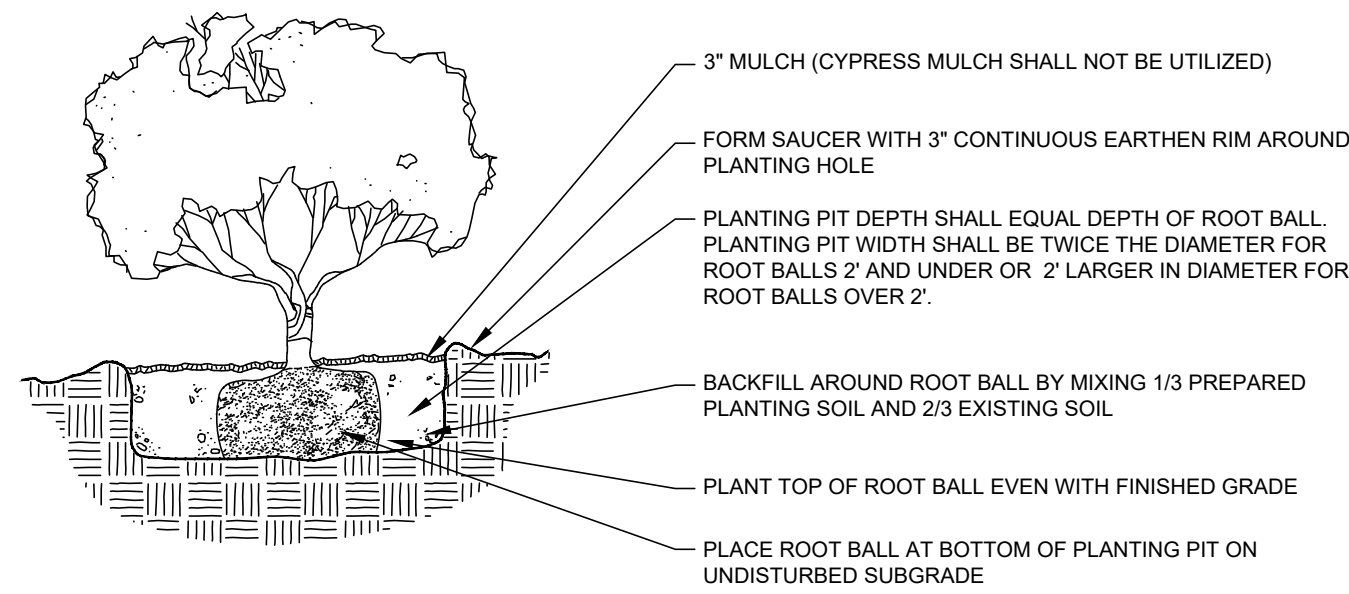 3" MULCH (CYPRESS MULCH SHALL NOT BE UTILIZED)
FORM SAUCER WITH 3" CONTINUOUS EARTHEN RIM AROUND
PLANTING HOLE
PLANTING PIT DEPTH SHALL EQUAL DEPTH OF ROOT BALL.
PLANTING PIT WIDTH SHALL BE TWICE THE DIAMETER FOR
ROOT BALLS 2' AND UNDER OR 2' LARGER IN DIAMETER FOR
ROOT BALLS OVER 2'.
BACKFILL AROUND ROOT BALL BY MIXING 1/3 PREPARED
PLANTING SOIL AND 2/3 EXISTING SOIL
PLANT TOP OF ROOT BALL EVEN WITH FINISHED GRADE
PLACE ROOT BALL AT BOTTOM OF PLANTING PIT ON
UNDISTURBED SUBGRADE